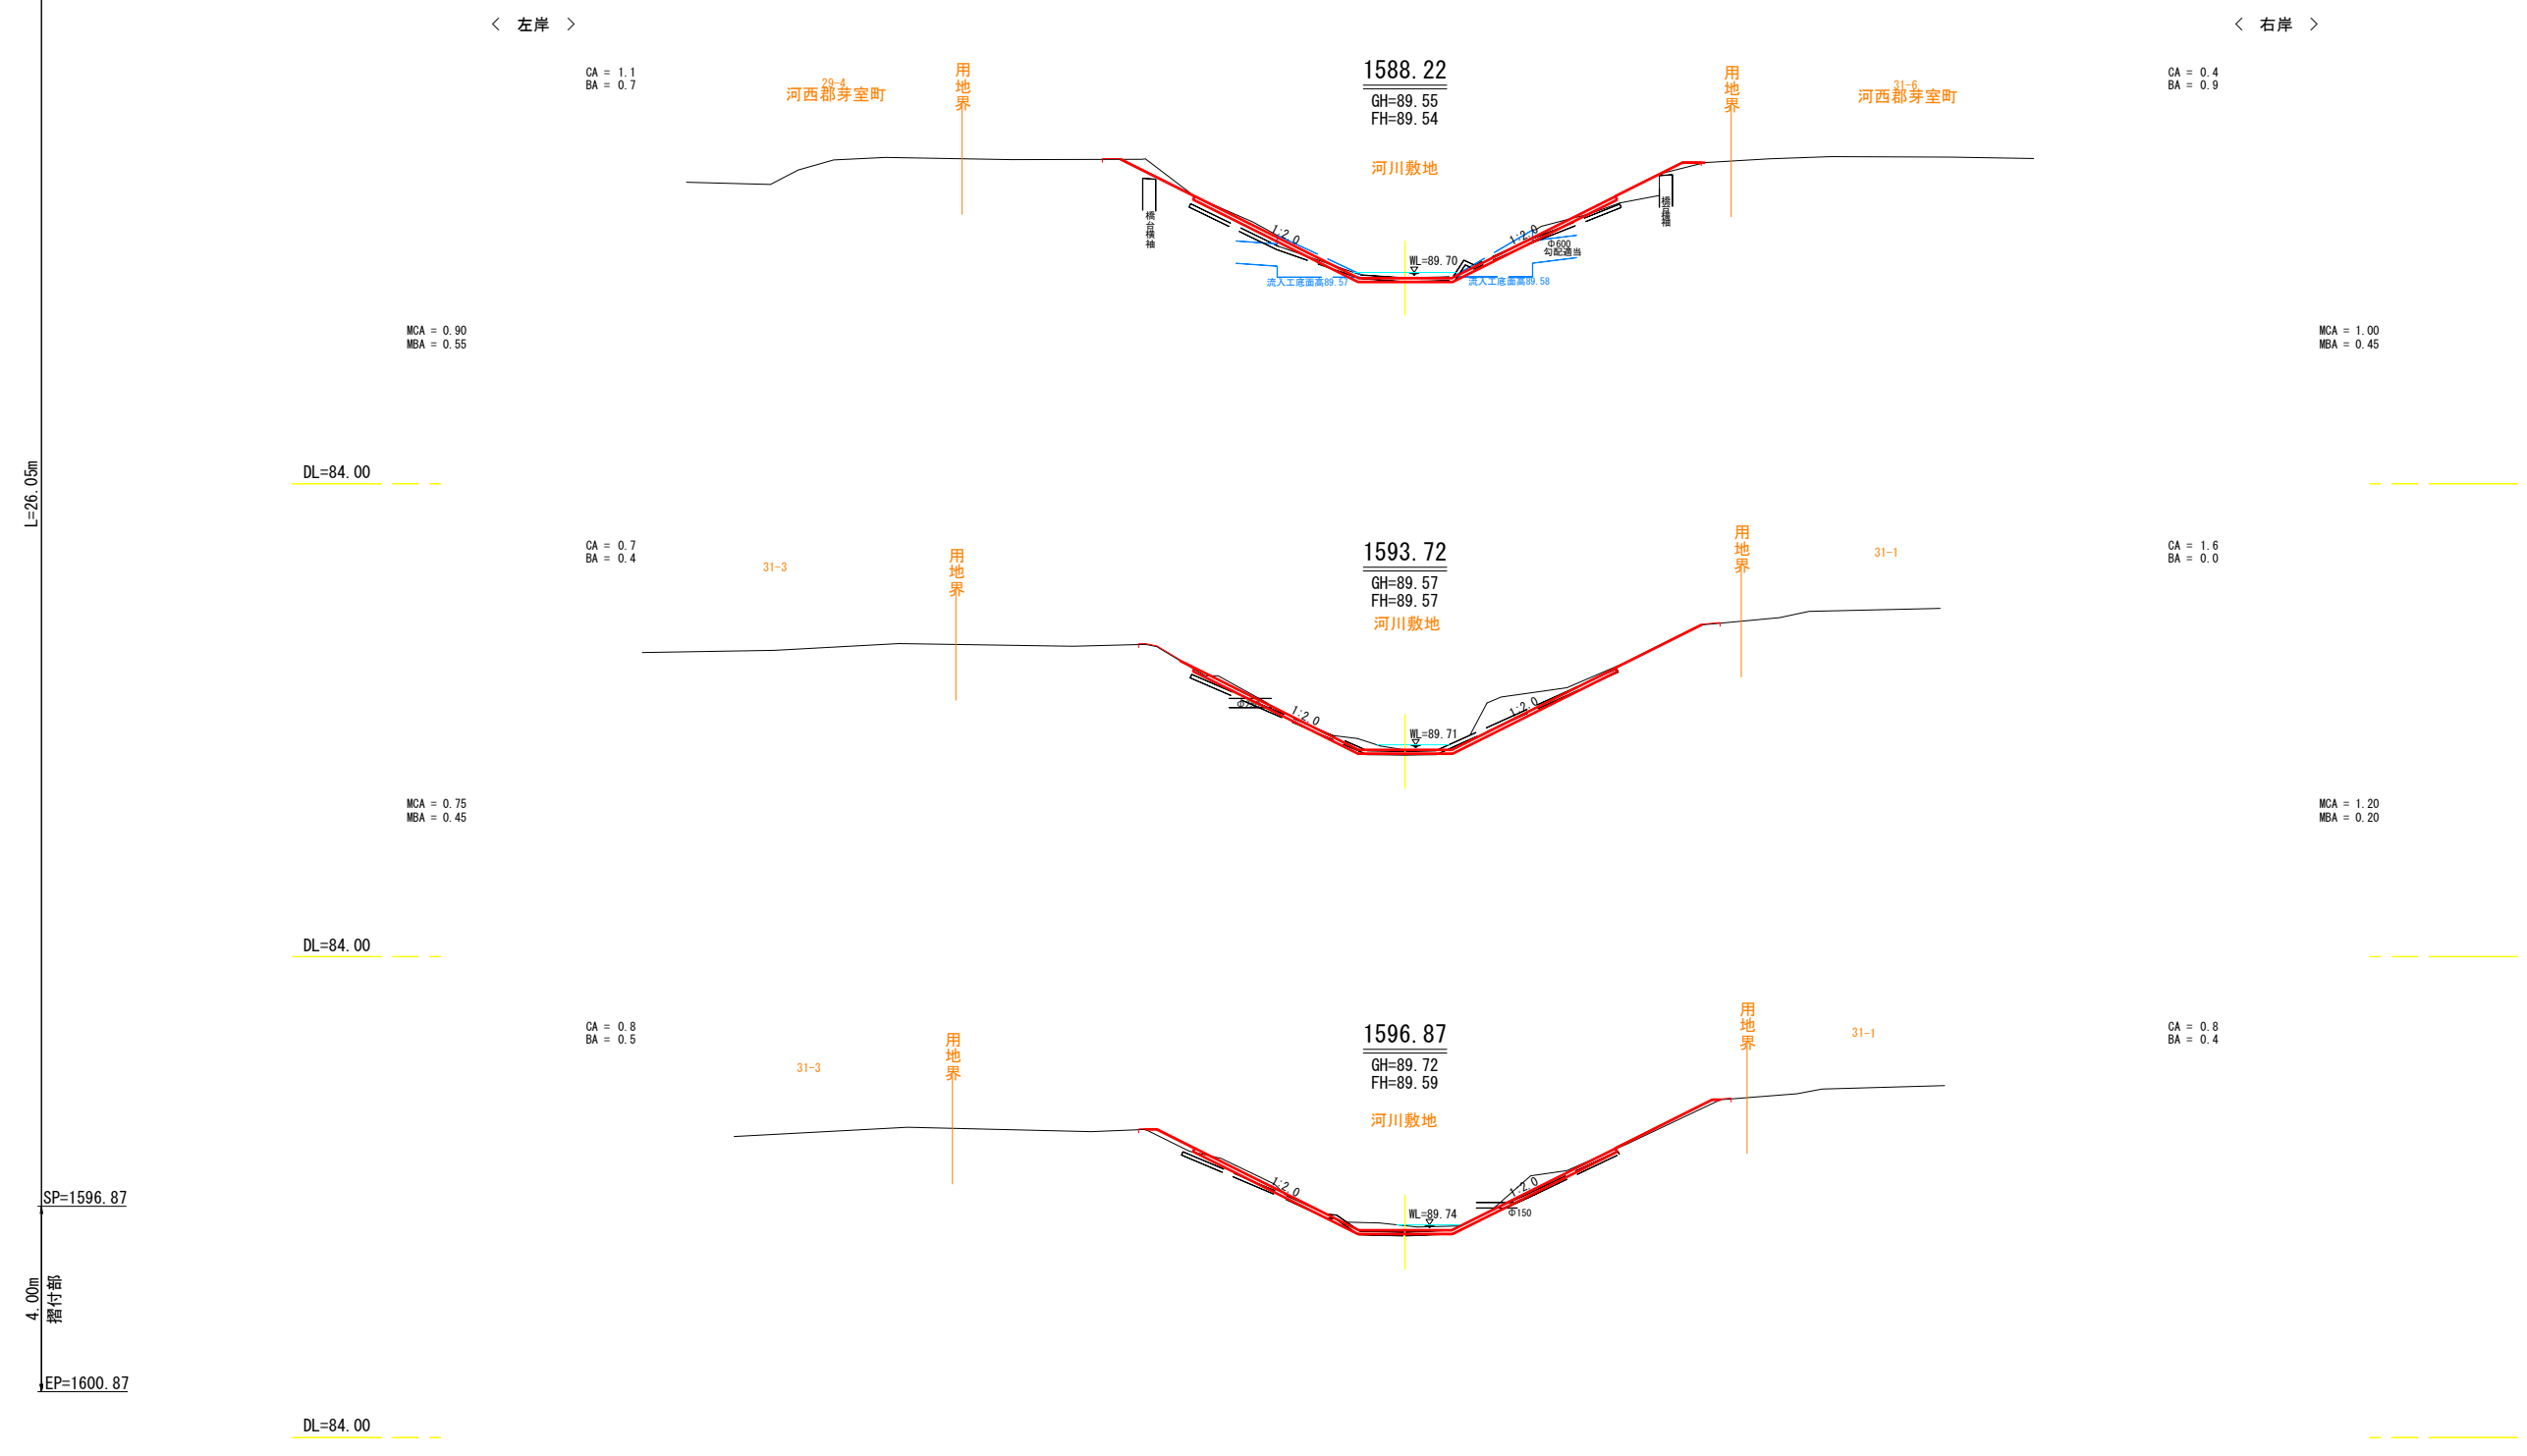 〈 左岸 〉
〈 右岸 〉
CA = 1.1
BA = 0.7
29-4
河西郡芽室町
用地界
1588.22
GH=89.55
FH=89.54
河川敷地
用地界
31-6
河西郡芽室町
CA = 0.4
BA = 0.9
橋台横袖
1:2.0
WL=89.70
1:2.0
Φ600
勾配適当
橋台横袖
流入工底面高89.57
流入工底面高89.58
MCA = 0.90
MBA = 0.55
MCA = 1.00
MBA = 0.45
L=26.05m
DL=84.00
CA = 0.7
BA = 0.4
31-3
用地界
1593.72
GH=89.57
FH=89.57
河川敷地
用地界
31-1
CA = 1.6
BA = 0.0
1:2.0
WL=89.71
1:2.0
MCA = 0.75
MBA = 0.45
MCA = 1.20
MBA = 0.20
DL=84.00
CA = 0.8
BA = 0.5
31-3
用地界
1596.87
GH=89.72
FH=89.59
河川敷地
用地界
31-1
CA = 0.8
BA = 0.4
1:2.0
WL=89.74
1:2.0
Φ150
SP=1596.87
4.00m
摺付部
EP=1600.87
DL=84.00